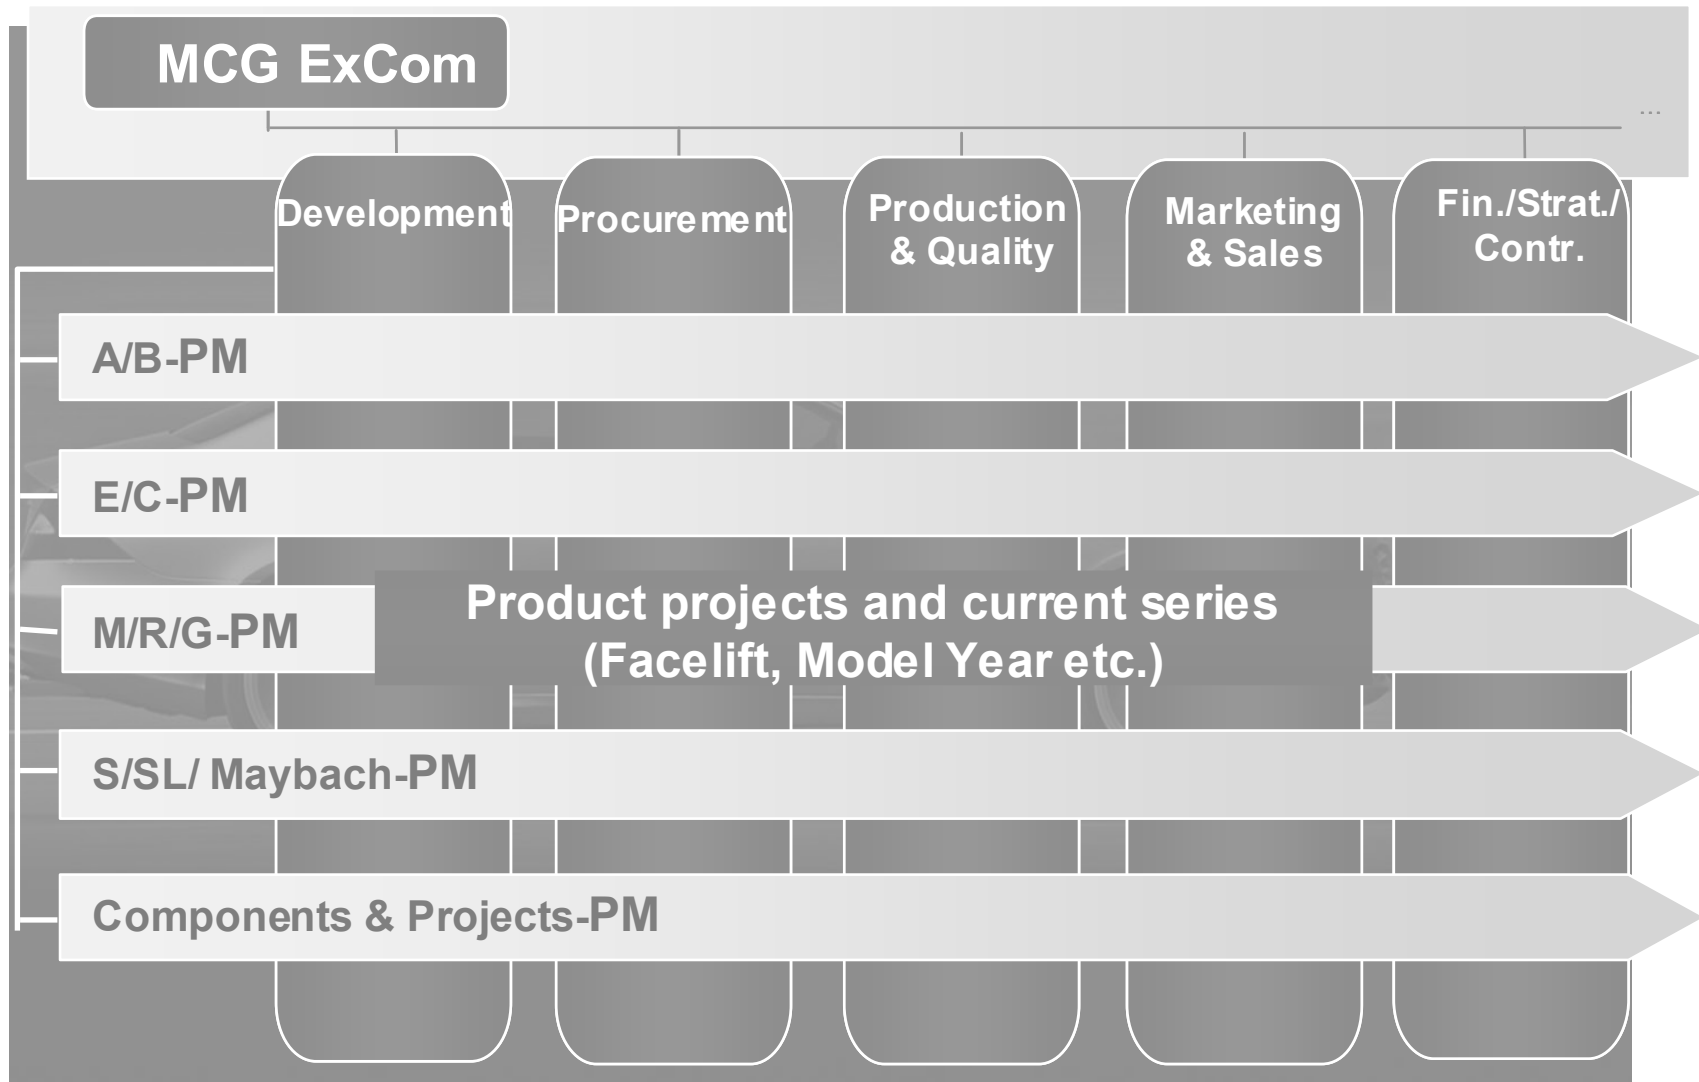 MCG ExCom
...
Development
Procurement
Production
& Quality
Marketing
& Sales
Fin./Strat./
Contr.
A/B-PM
E/C-PM
M/R/G-PM
Product projects and current series
(Facelift, Model Year etc.)
S/SL/ Maybach-PM
Components & Projects-PM